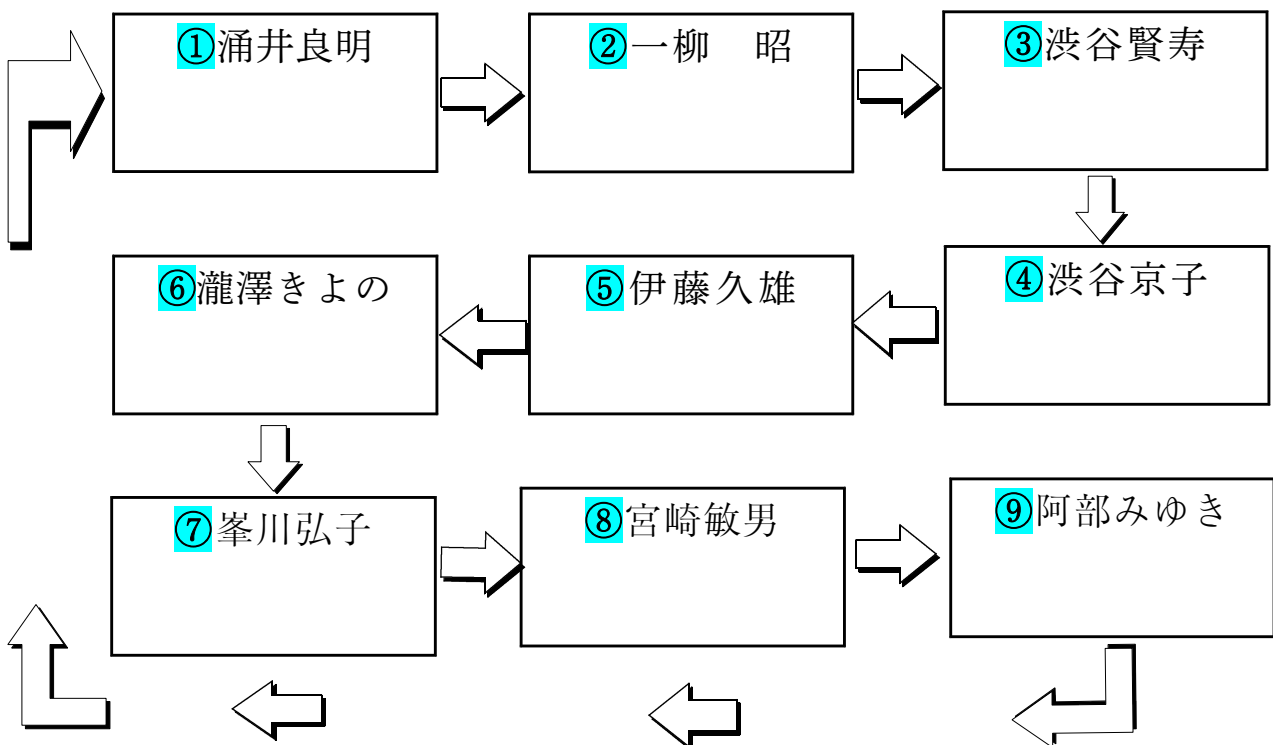 ①涌井良明
②一柳　昭
③渋谷賢寿
④渋谷京子
⑤伊藤久雄
⑥瀧澤きよの
⑦峯川弘子
⑧宮崎敏男
⑨阿部みゆき